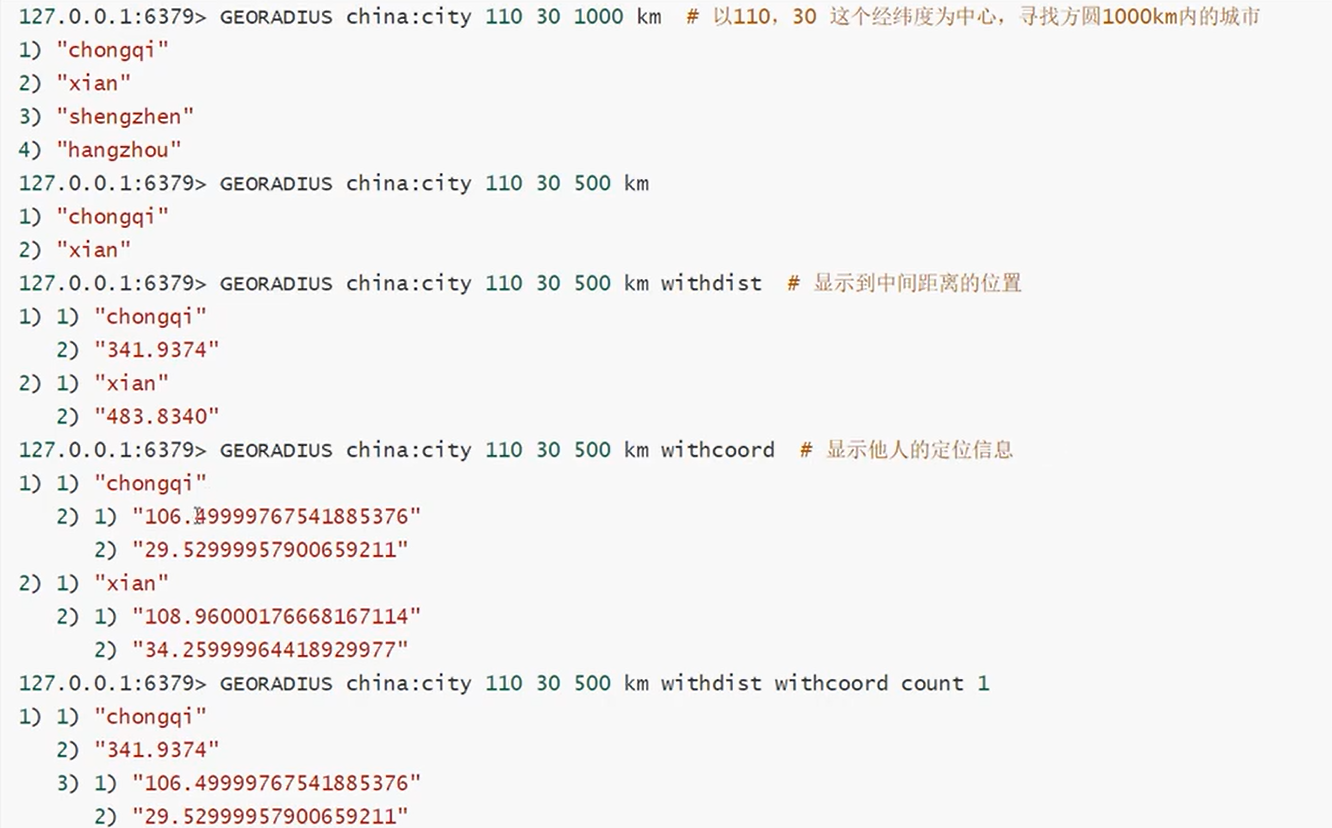 127.0.0.1:6379> GEORADIUS china:city 110 30 1000 km  # 以110，30 这个经纬度为中心，寻找方圆1000km内的城市
1) "chongqi"
2) "xian"
3) "shengzhen"
4) "hangzhou"
127.0.0.1:6379> GEORADIUS china:city 110 30 500 km
1) "chongqi"
2) "xian"
127.0.0.1:6379> GEORADIUS china:city 110 30 500 km withdist  # 显示到中间距离的位置
1) 1) "chongqi"
   2) "341.9374"
2) 1) "xian"
   2) "483.8340"
127.0.0.1:6379> GEORADIUS china:city 110 30 500 km withcoord  # 显示他人的定位信息
1) 1) "chongqi"
   2) 1) "106.49999767541885376"
      2) "29.52999957900659211"
2) 1) "xian"
   2) 1) "108.96000176668167114"
      2) "34.25999964418929977"
127.0.0.1:6379> GEORADIUS china:city 110 30 500 km withdist withcoord count 1
1) 1) "chongqi"
   2) "341.9374"
   3) 1) "106.49999767541885376"
      2) "29.52999957900659211"